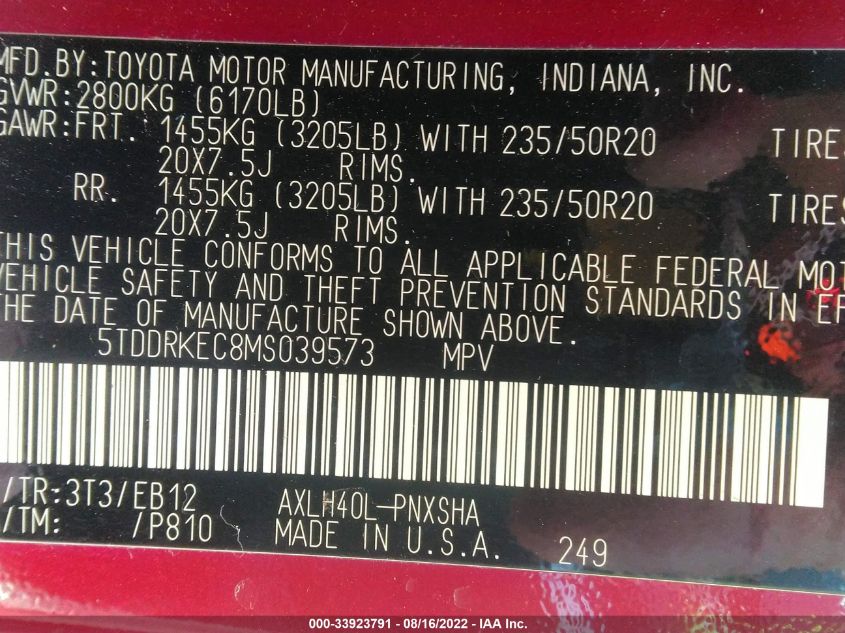 MFD.BY:TOYOTA MOTOR MANUFACTURING, INDIANA, INC.
GVWR:2800KG (6170LB)
GAWR:FRT. 1455KG (3205LB) WITH 235/50R20 TIRES
20X7.5J RIMS.
RR. 1455KG (3205LB) WITH 235/50R20 TIRES
20X7.5J RIMS.
THIS VEHICLE CONFORMS TO ALL APPLICABLE FEDERAL MOT
VEHICLE SAFETY AND THEFT PREVENTION STANDARDS IN EF
THE DATE OF MANUFACTURE SHOWN ABOVE.
5TDDRKEC8MS039573 MPV
/TR:3T3/EB12 AXLH40L-PNXSHA
/TM: /P810 MADE IN U.S.A. 249
000-33923791 - 08/16/2022 - IAA Inc.